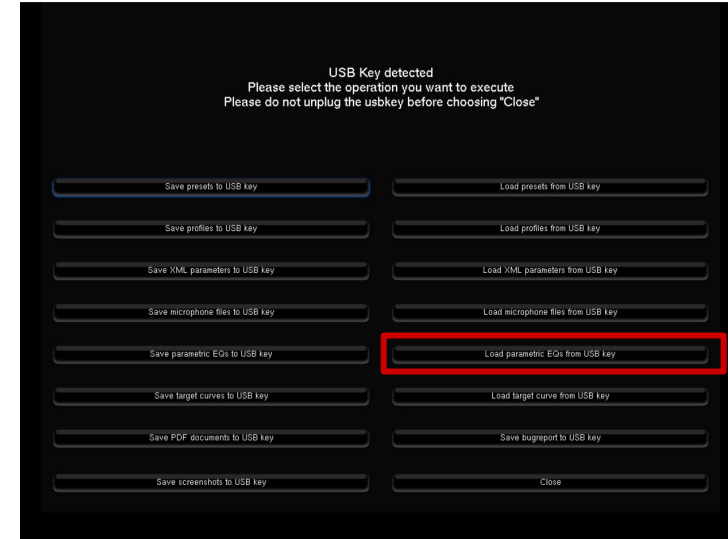 USB Key detected
Please select the operation you want to execute
Please do not unplug the usbkey before choosing "Close"
Save presets to USB key
Load presets from USB key
Save profiles to USB key
Load profiles from USB key
Save XML parameters to USB key
Load XML parameters from USB key
Save microphone files to USB key
Load microphone files from USB key
Save parametric EQs to USB key
Load parametric EQs from USB key
Save target curves to USB key
Load target curve from USB key
Save PDF documents to USB key
Save bugreport to USB key
Save screenshots to USB key
Close